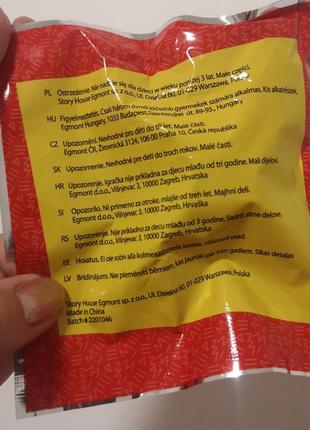 PL Ostrzeżenie. Nie nadaje się dla dzieci w wieku poniżej 3 lat. Małe części.
Story House Egmont sp. z o.o., Ul. Dzielna 60, 01-029 Warszawa, Polska
HU Figyelmeztetés. Csak három évnél idősebb gyermekek számára alkalmas. Kis alkatrészek.
Egmont Hungary, 1033 Budapest, Szentendrei út. 89-95., Hungary
CZ Upozornění. Nevhodné pro děti do tří let. Malé části.
Egmont ČR, Žirovnická 3124, 106 00 Praha 10, Česká republika
SK Upozornenie. Nevhodné pre deti do troch rokov. Malé časti.
HR Upozorenje. Igračka nije prikladna za djecu mlađu od tri godine. Mali dijelovi.
Egmont d.o.o., Višnjevac 3, 10000 Zagreb, Hrvatska
SI Opozorilo. Ni primerno za otroke, mlajše od treh let. Majhni deli.
Egmont d.o.o., Višnjevac 3, 10000 Zagreb, Hrvaška
RS Upozorenje. Nije prikladno za decu mlađu od 3 godine. Sadrži sitne delove.
Egmont d.o.o., Višnjevac 3, 10000 Zagreb, Hrvatska
EE Hoiatus. Ei ole sobiv alla kolmeaastastele lastele. Väikesed osad.
LV Brīdinājums. Nav piemērots bērniem, kas jaunāki par trim gadiem. Sīkas detaļas
Story House Egmont sp. z o.o., Ul. Dzielna 60, 01-029 Warszawa, Polska
Made in China
Batch # 2201046